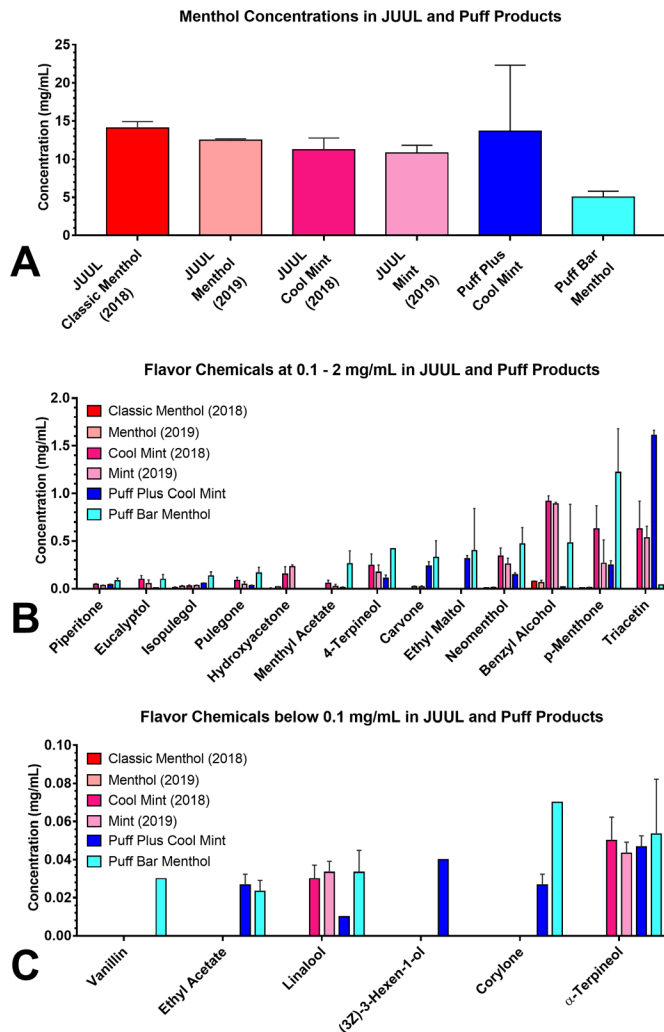 Menthol Concentrations in JUUL and Puff Products
Concentration (mg/mL)
25
20
15
10
5
0
JUUL
Classic Menthol
(2018)
JUUL
Menthol
(2019)
JUUL
Cool Mint
(2018)
JUUL
Mint
(2019)
Puff Plus
Cool Mint
Puff Bar
Menthol
A
Flavor Chemicals at 0.1 - 2 mg/mL in JUUL and Puff Products
Concentration (mg/mL)
2.0
1.5
1.0
0.5
0.0
Classic Menthol (2018)
Menthol (2019)
Cool Mint (2018)
Mint (2019)
Puff Plus Cool Mint
Puff Bar Menthol
Piperitone
Eucalyptol
Isopulegol
Pulegone
Hydroxyacetone
Menthyl Acetate
4-Terpineol
Carvone
Ethyl Maltol
Neomenthol
Benzyl Alcohol
p-Menthone
Triacetin
B
Flavor Chemicals below 0.1 mg/mL in JUUL and Puff Products
Concentration (mg/mL)
0.10
0.08
0.06
0.04
0.02
0.00
Classic Menthol (2018)
Menthol (2019)
Cool Mint (2018)
Mint (2019)
Puff Plus Cool Mint
Puff Bar Menthol
Vanillin
Ethyl Acetate
Linalool
(3Z)-3-Hexen-1-ol
Corylone
α-Terpineol
C